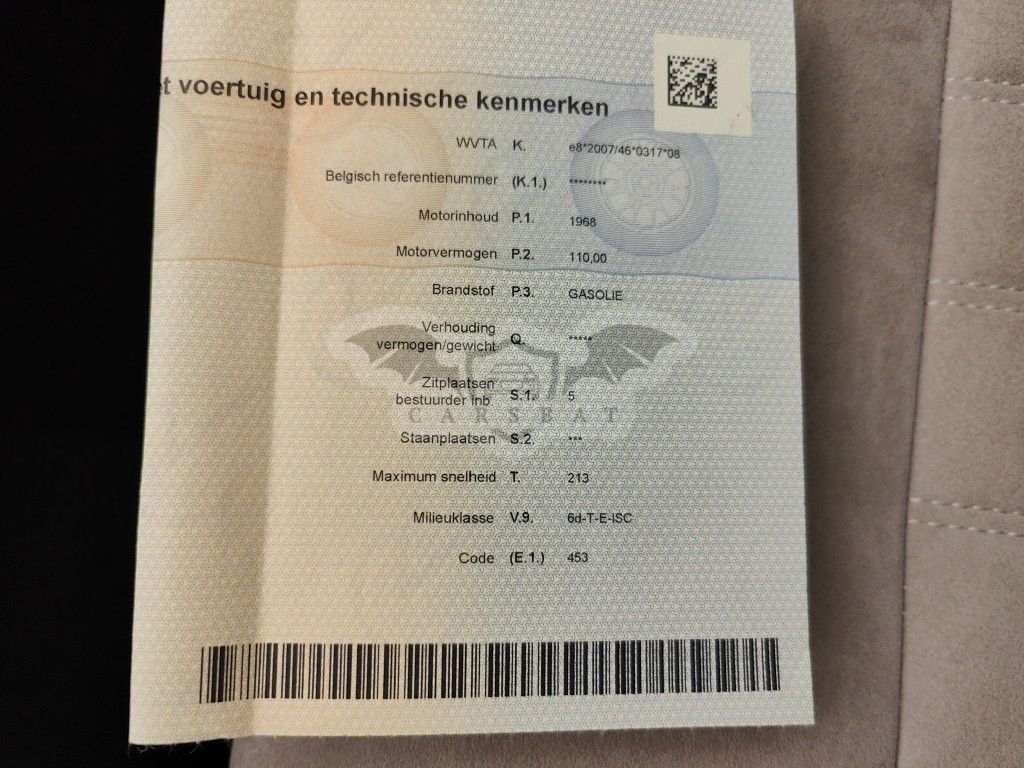 t voertuig en technische kenmerken
WVTA K. e8*2007/46*0317*08
Belgisch referentienummer (K.1.) ********
Motorinhoud P.1. 1968
Motorvermogen P.2. 110,00
Brandstof P.3. GASOLIE
Verhouding
vermogen/gewicht Q. *****
Zitplaatsen
bestuurder inb. S.1. 5
CARSEAT
Staanplaatsen S.2. ***
Maximum snelheid T. 213
Milieuklasse V.9. 6d-T-E-ISC
Code (E.1.) 453